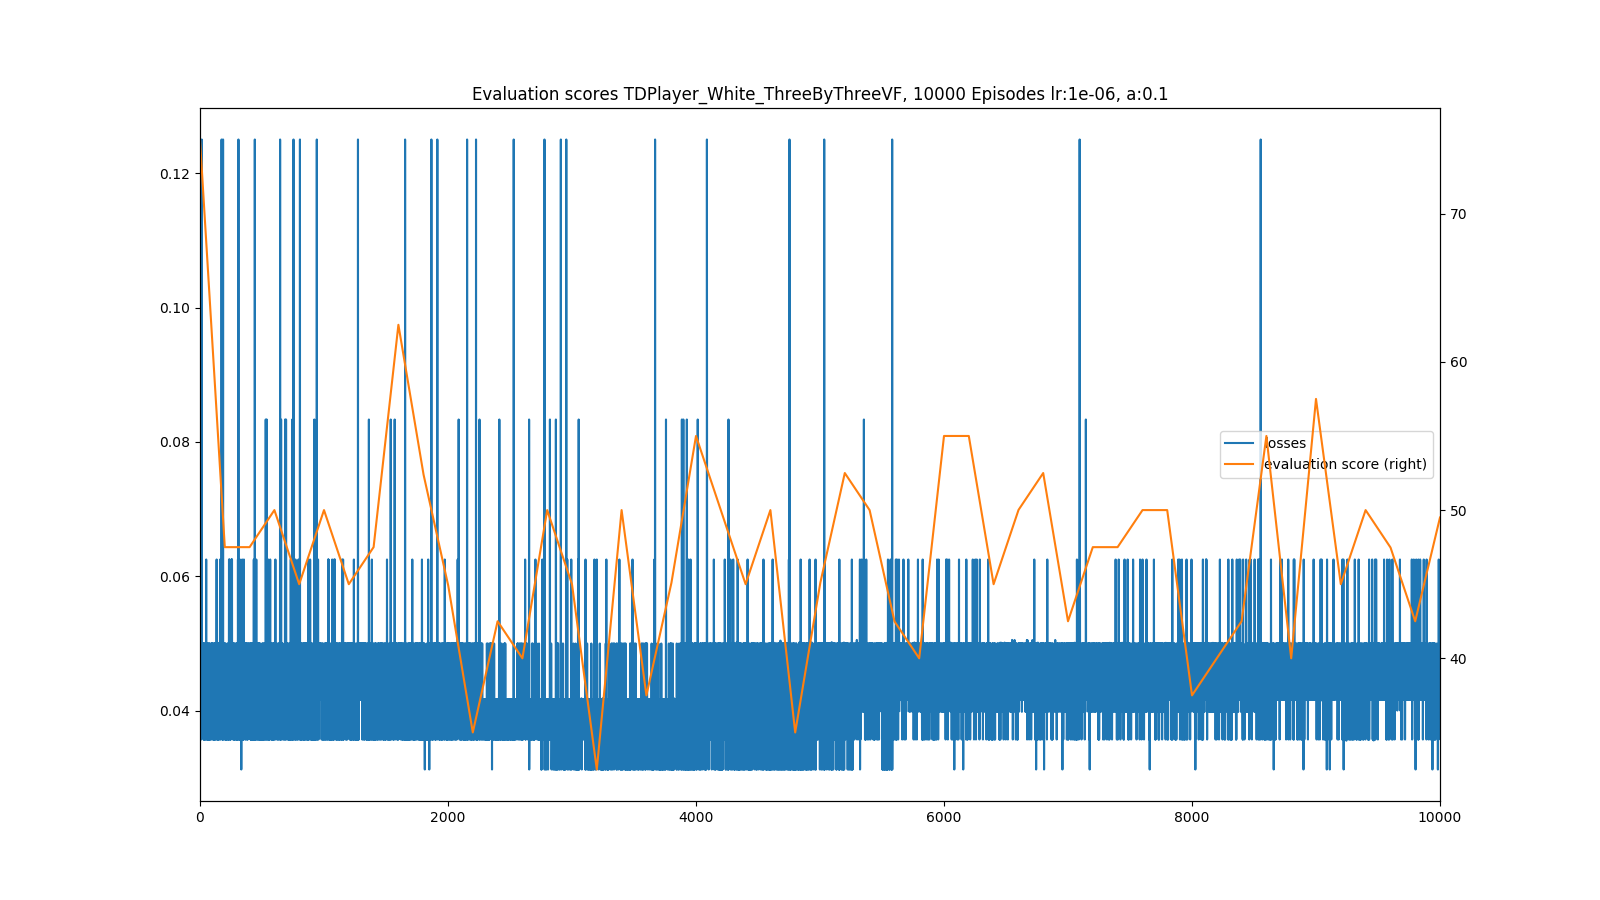 Evaluation scores TDPlayer_White_ThreeByThreeVF, 10000 Episodes lr:1e-06, a:0.1
0.12
0.10
0.08
0.06
0.04
70
60
50
40
losses
evaluation score (right)
0 2000 4000 6000 8000 10000